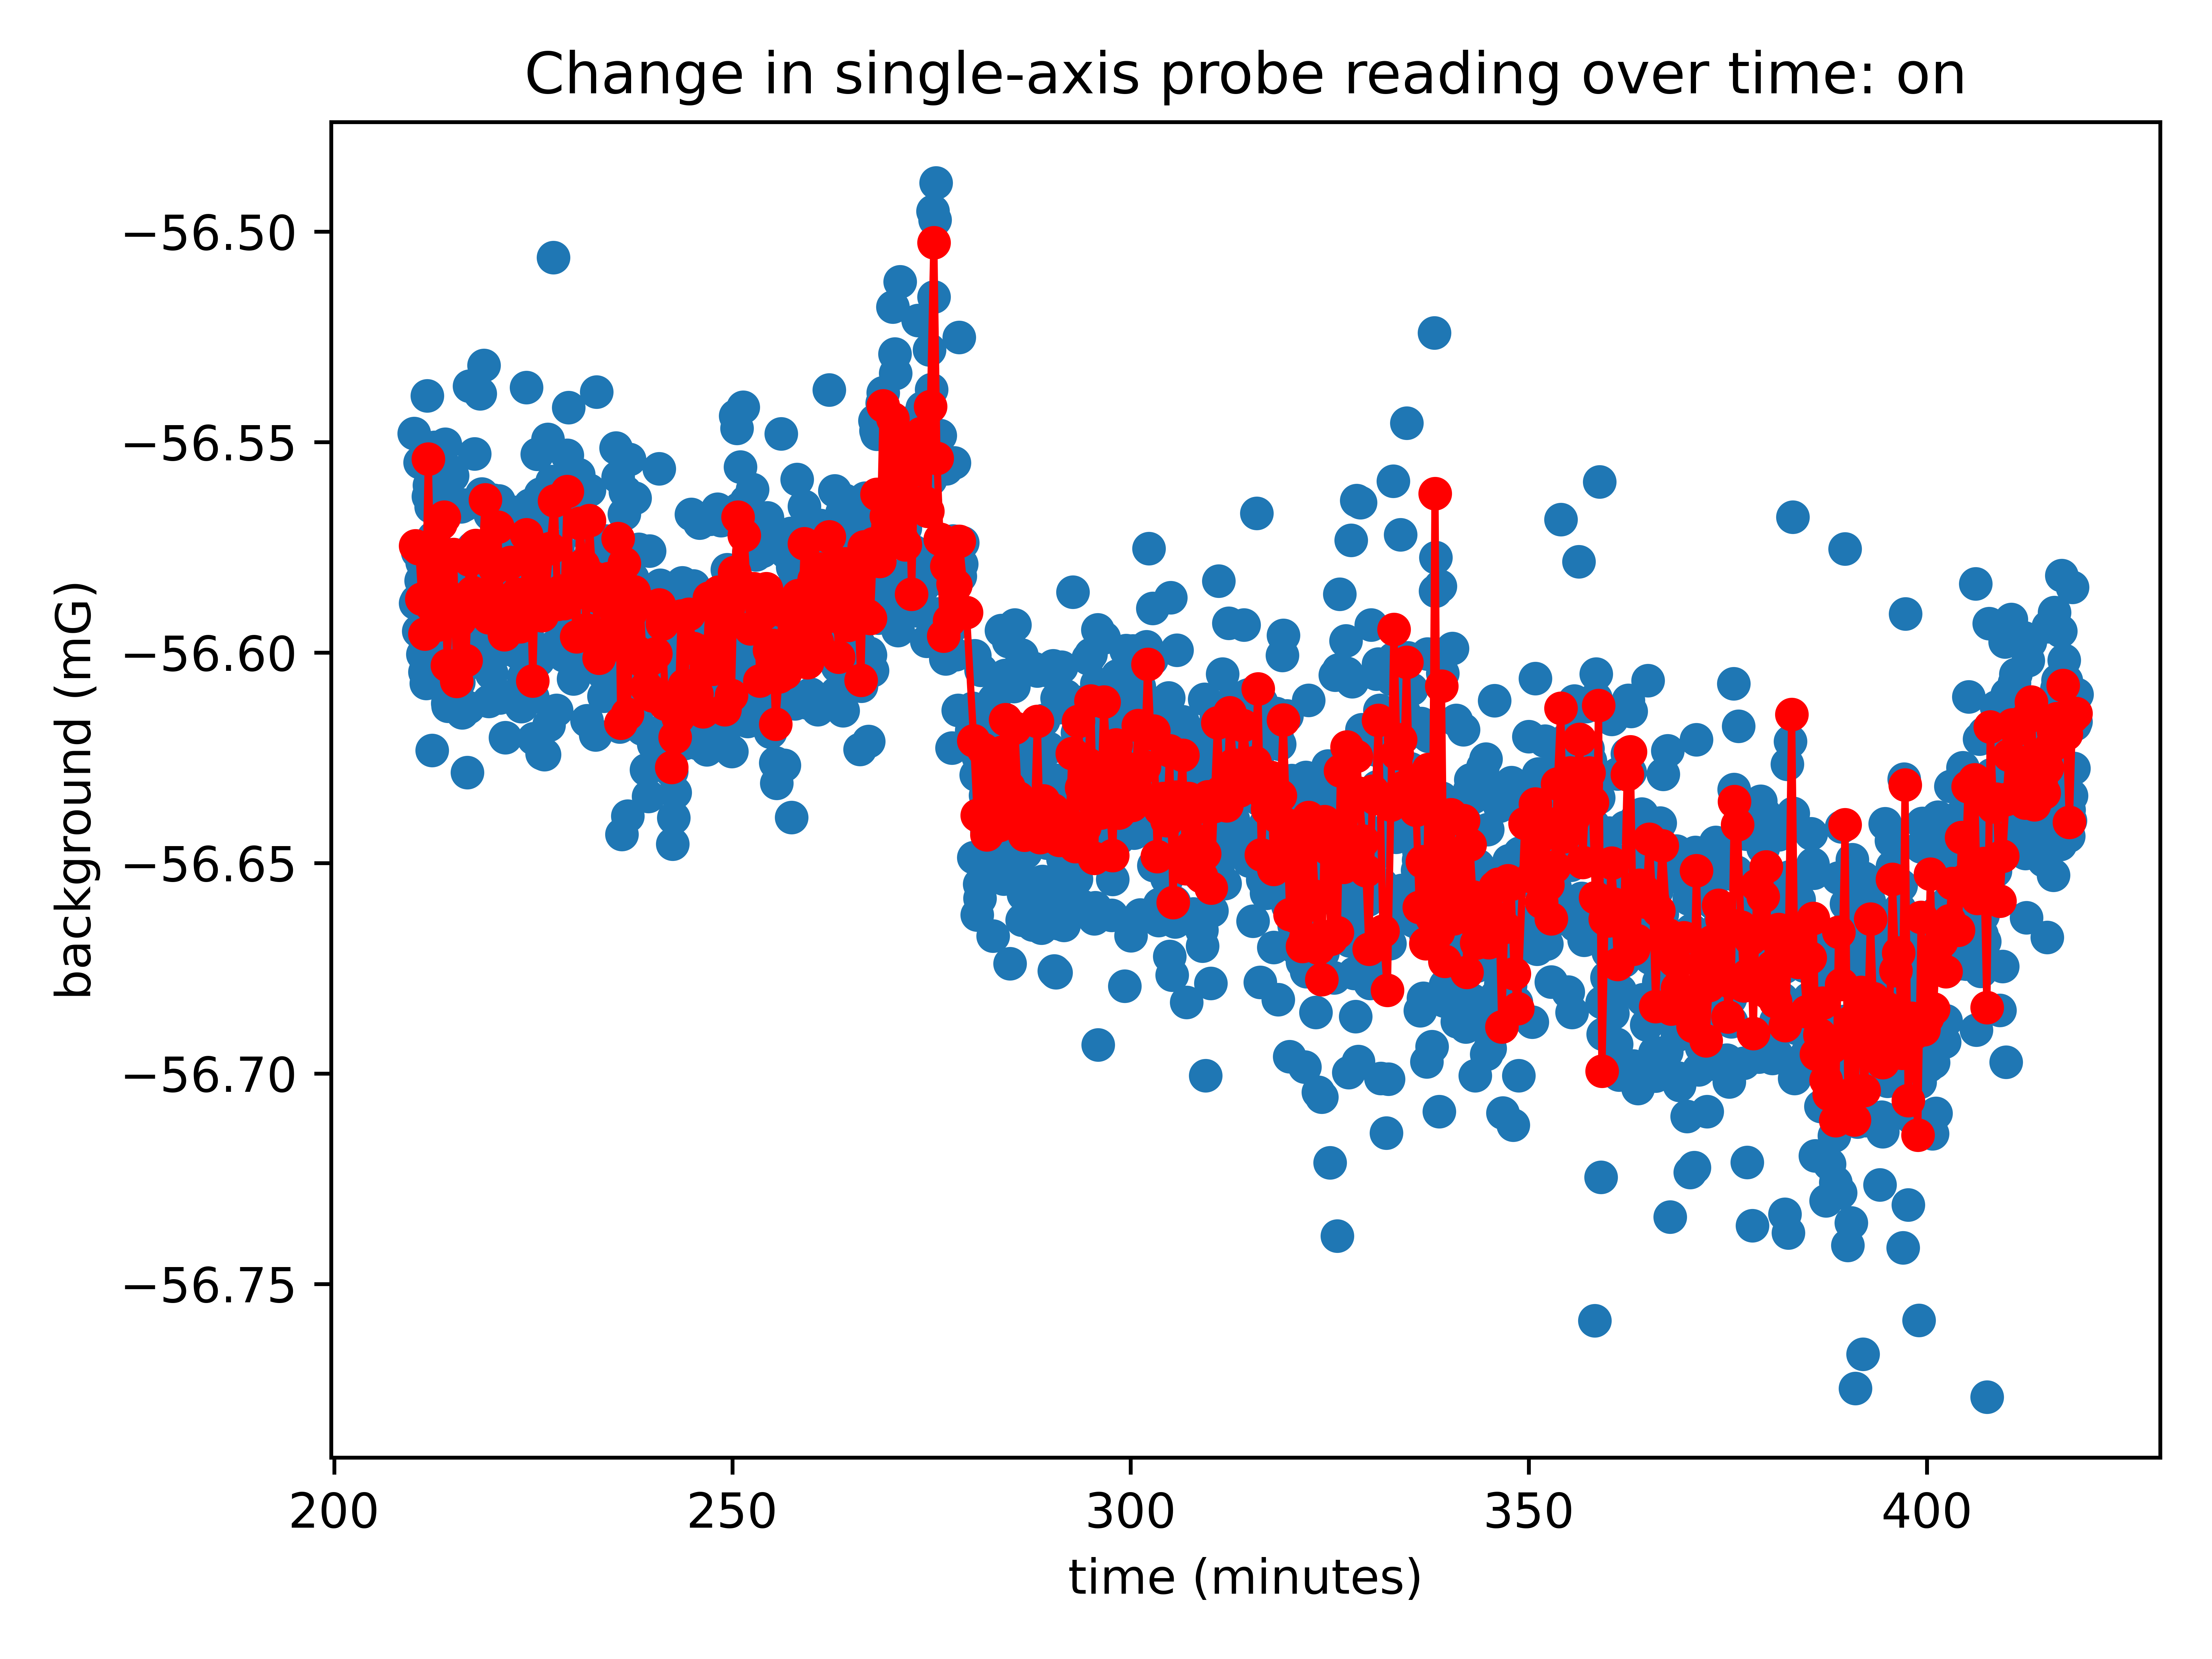 Change in single-axis probe reading over time: on
−56.50
−56.55
−56.60
−56.65
−56.70
−56.75
background (mG)
200 250 300 350 400
time (minutes)